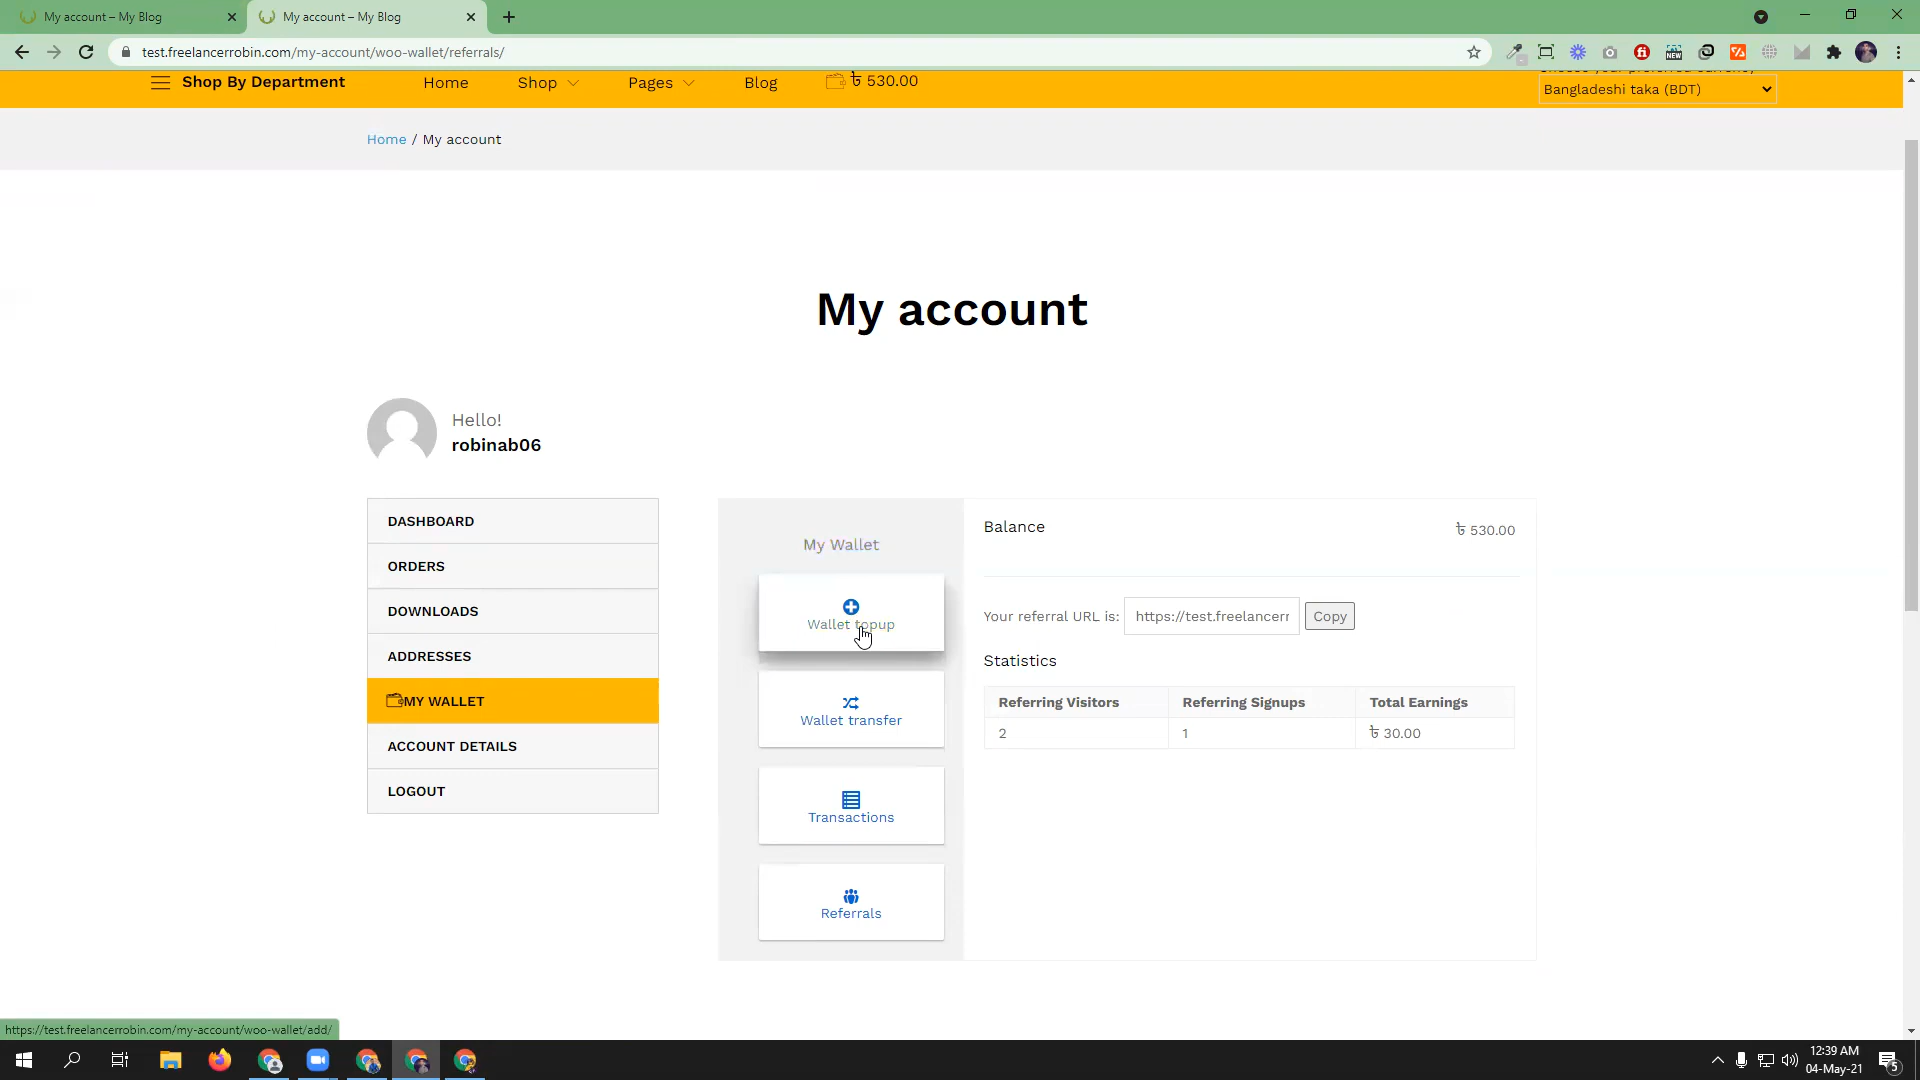 My account – My Blog
My account – My Blog
test.freelancerrobin.com/my-account/woo-wallet/referrals/
Shop By Department
Home
Shop
Pages
Blog
৳ 530.00
Bangladeshi taka (BDT)
Home / My account
My account
Hello!
robinab06
DASHBOARD
ORDERS
DOWNLOADS
ADDRESSES
MY WALLET
ACCOUNT DETAILS
LOGOUT
My Wallet
Wallet topup
Wallet transfer
Transactions
Referrals
Balance
৳ 530.00
Your referral URL is: https://test.freelancerr Copy
Statistics
Referring Visitors Referring Signups Total Earnings
2 1 ৳ 30.00
https://test.freelancerrobin.com/my-account/woo-wallet/add/
12:39 AM
04-May-21
5